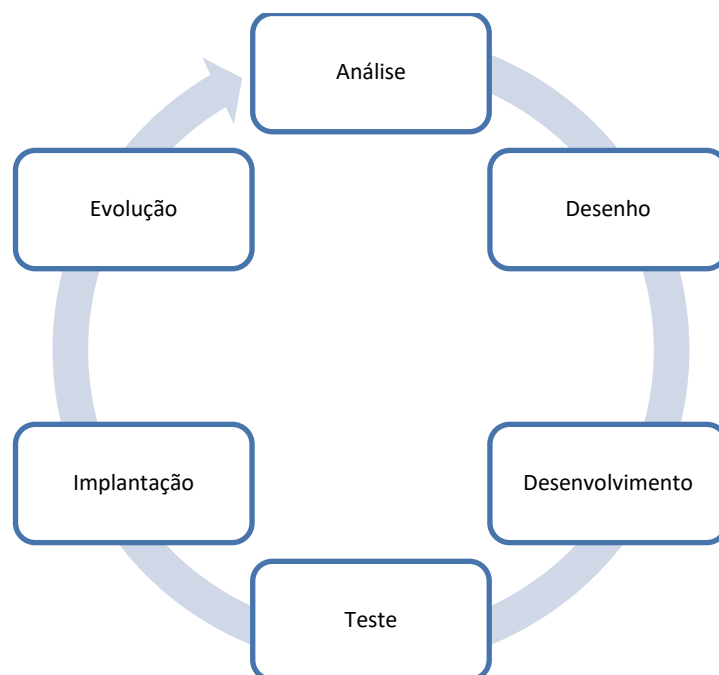 Análise
Desenho
Desenvolvimento
Teste
Implantação
Evolução